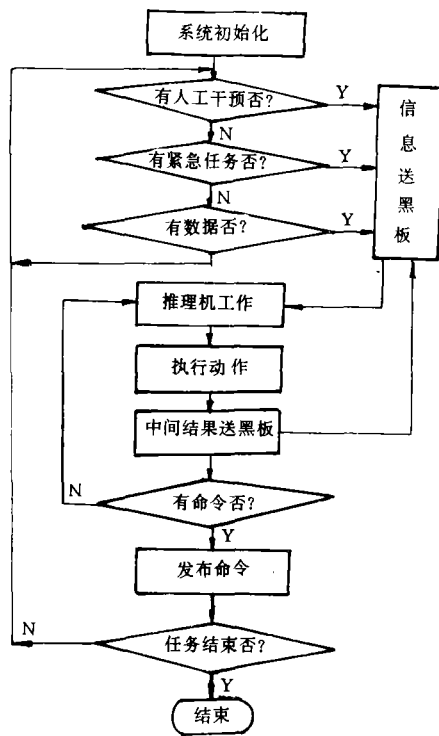 系统初始化
有人工干预否?
Y
N
有紧急任务否?
Y
N
有数据否?
Y
信息送黑板
推理机工作
执行动作
中间结果送黑板
N
有命令否?
Y
发布命令
N
任务结束否?
Y
结束